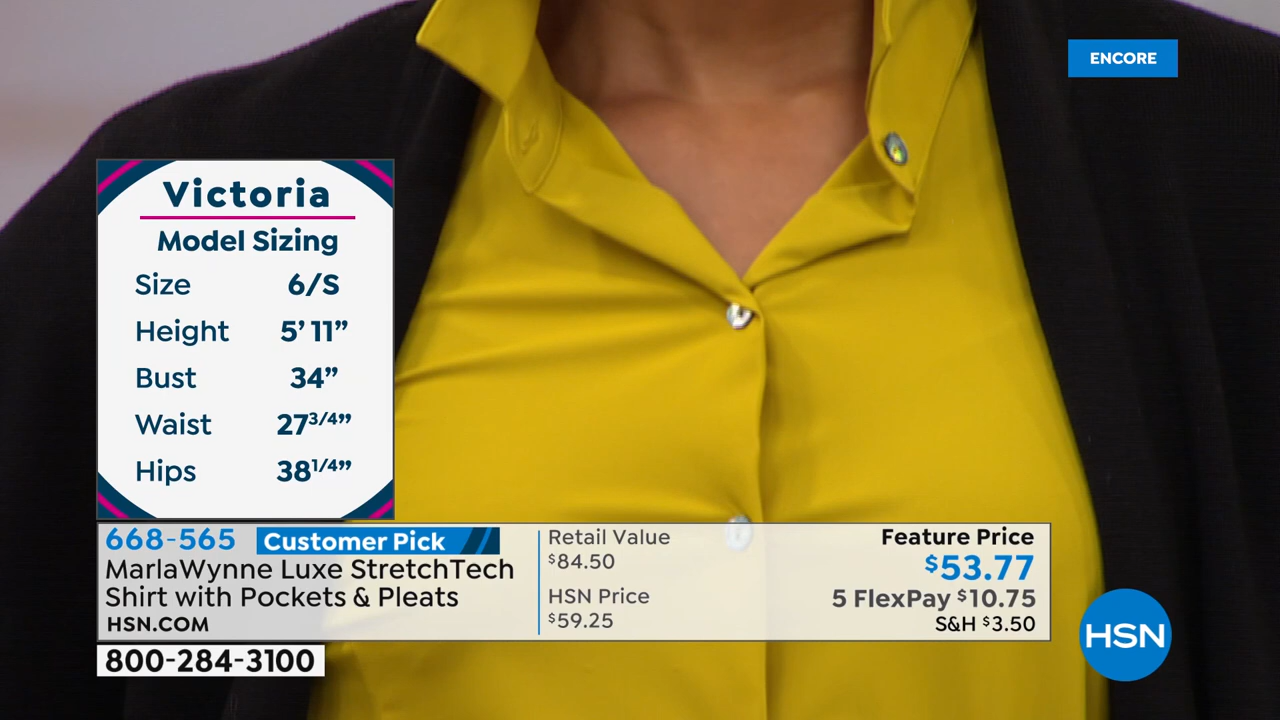 ENCORE
Victoria
Model Sizing
Size 6/S
Height 5’ 11”
Bust 34”
Waist 27 3/4”
Hips 38 1/4”
668-565 Customer Pick
MarlaWynne Luxe StretchTech
Shirt with Pockets & Pleats
HSN.COM
Retail Value
$84.50
HSN Price
$59.25
Feature Price
$53.77
5 FlexPay $10.75
S&H $3.50
800-284-3100
HSN